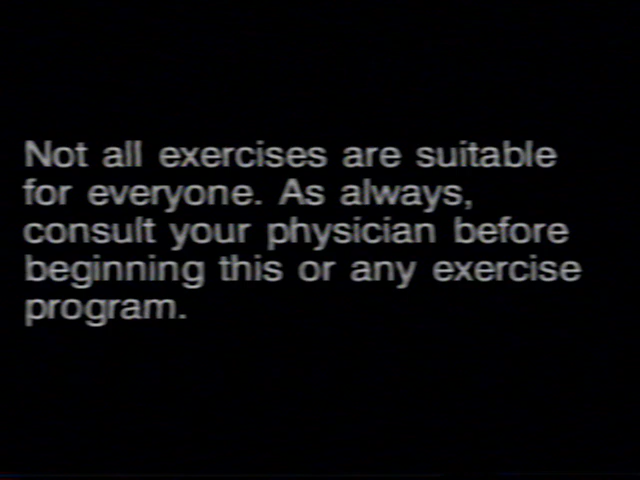 Not all exercises are suitable
for everyone. As always,
consult your physician before
beginning this or any exercise
program.